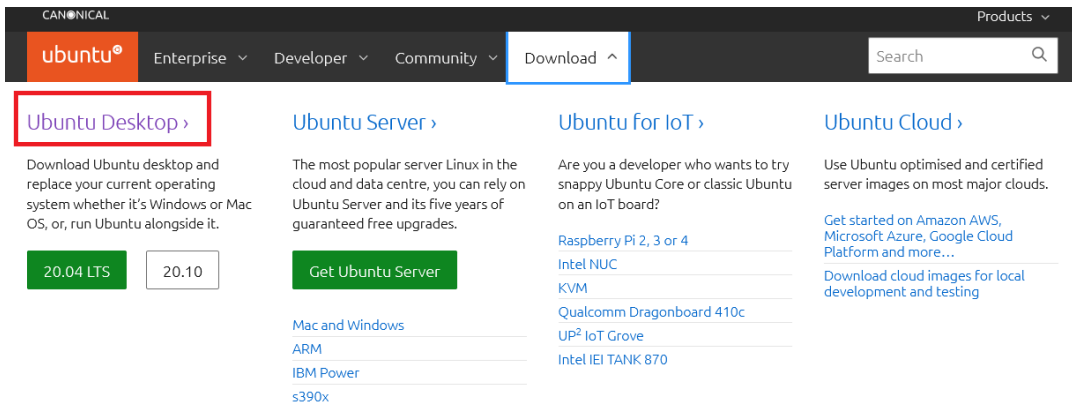 CANONICAL
Products
ubuntu
Enterprise
Developer
Community
Download
Search
Ubuntu Desktop ›
Download Ubuntu desktop and
replace your current operating
system whether it’s Windows or Mac
OS, or, run Ubuntu alongside it.
20.04 LTS
20.10
Ubuntu Server ›
The most popular server Linux in the
cloud and data centre, you can rely on
Ubuntu Server and its five years of
guaranteed free upgrades.
Get Ubuntu Server
Mac and Windows
ARM
IBM Power
s390x
Ubuntu for IoT ›
Are you a developer who wants to try
snappy Ubuntu Core or classic Ubuntu
on an IoT board?
Raspberry Pi 2, 3 or 4
Intel NUC
KVM
Qualcomm Dragonboard 410c
UP² IoT Grove
Intel IEI TANK 870
Ubuntu Cloud ›
Use Ubuntu optimised and certified
server images on most major clouds.
Get started on Amazon AWS,
Microsoft Azure, Google Cloud
Platform and more…
Download cloud images for local
development and testing